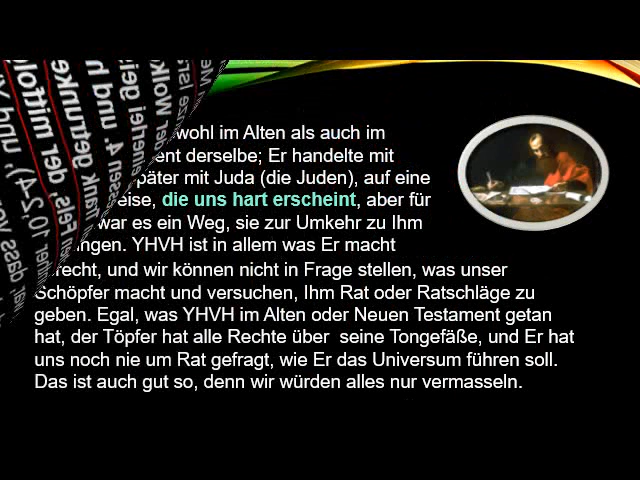 wohl im Alten als auch im
ent derselbe; Er handelte mit
päter mit Juda (die Juden), auf eine
eise, die uns hart erscheint, aber für
war es ein Weg, sie zur Umkehr zu Ihm
ingen. YHVH ist in allem was Er macht
recht, und wir können nicht in Frage stellen, was unser
Schöpfer macht und versuchen, Ihm Rat oder Ratschläge zu
geben. Egal, was YHVH im Alten oder Neuen Testament getan
hat, der Töpfer hat alle Rechte über seine Tongefäße, und Er hat
uns noch nie um Rat gefragt, wie Er das Universum führen soll.
Das ist auch gut so, denn wir würden alles nur vermasseln.